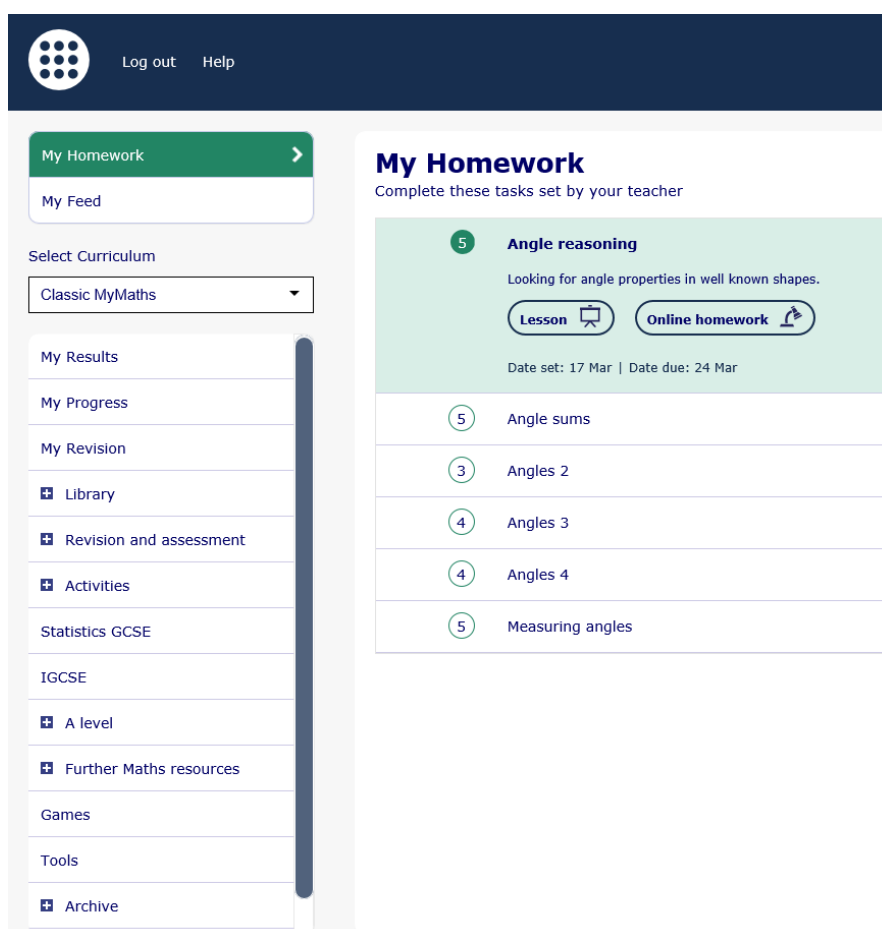 Log out Help
My Homework
My Feed
Select Curriculum
Classic MyMaths
My Results
My Progress
My Revision
Library
Revision and assessment
Activities
Statistics GCSE
IGCSE
A level
Further Maths resources
Games
Tools
Archive
My Homework
Complete these tasks set by your teacher
5 Angle reasoning
Looking for angle properties in well known shapes.
Lesson Online homework
Date set: 17 Mar | Date due: 24 Mar
5 Angle sums
3 Angles 2
4 Angles 3
4 Angles 4
5 Measuring angles